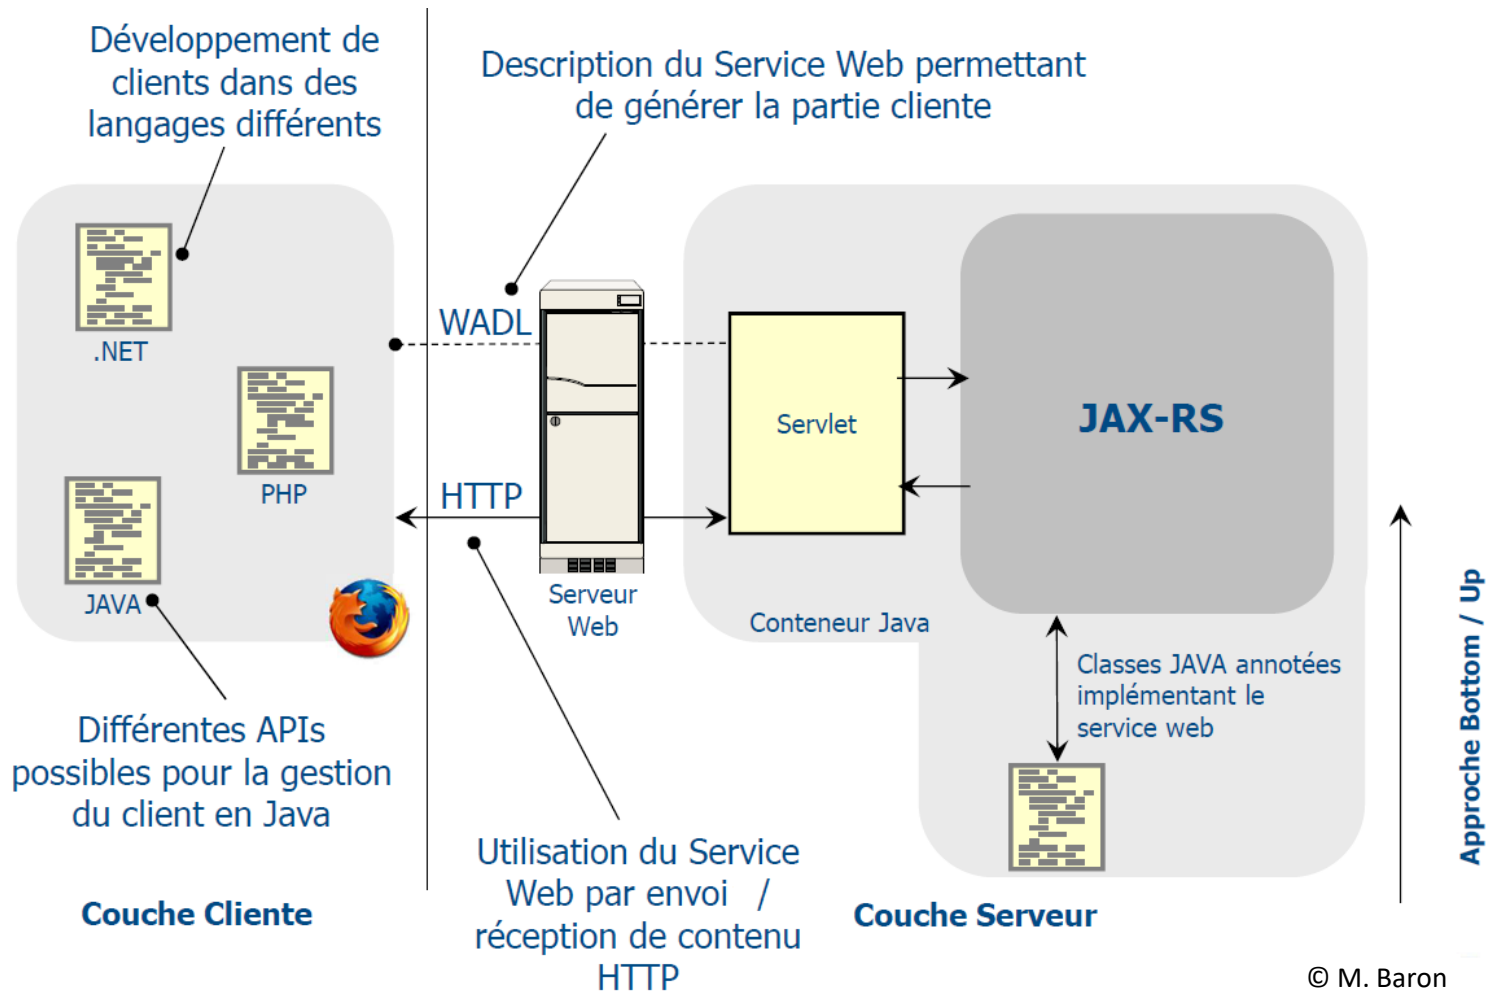 Développement de
clients dans des
langages différents
Description du Service Web permettant
de générer la partie cliente
.NET
PHP
JAVA
WADL
HTTP
Serveur
Web
Servlet
JAX-RS
Conteneur Java
Classes JAVA annotées
implémentant le
service web
Approche Bottom / Up
Différentes APIs
possibles pour la gestion
du client en Java
Utilisation du Service
Web par envoi /
réception de contenu
HTTP
Couche Cliente
Couche Serveur
© M. Baron